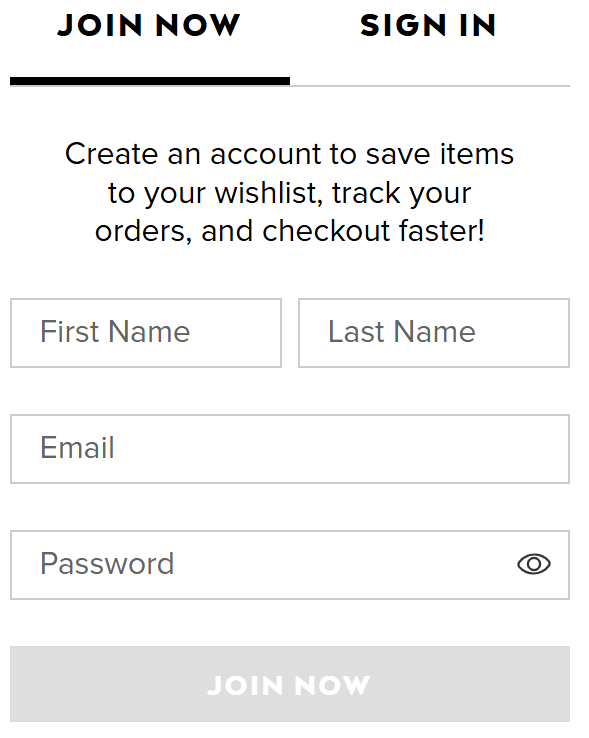 JOIN NOW SIGN IN
Create an account to save items
to your wishlist, track your
orders, and checkout faster!
First Name Last Name
Email
Password
JOIN NOW